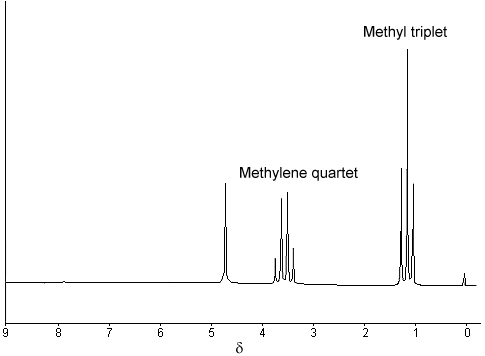 Methyl triplet
Methylene quartet
9 8 7 6 5 4 3 2 1 0
δ